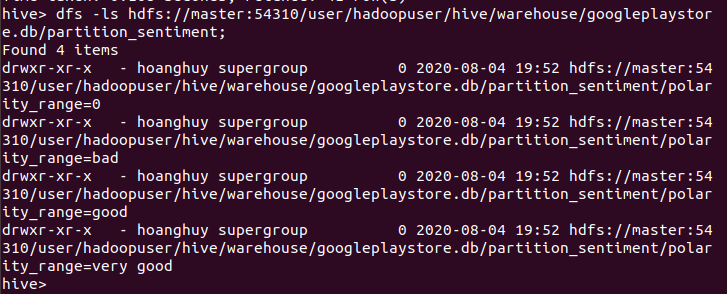 hive> dfs -ls hdfs://master:54310/user/hadoopuser/hive/warehouse/googleplaystor
e.db/partition_sentiment;
Found 4 items
drwxr-xr-x   - hoanghuy supergroup          0 2020-08-04 19:52 hdfs://master:54
310/user/hadoopuser/hive/warehouse/googleplaystore.db/partition_sentiment/polar
ity_range=0
drwxr-xr-x   - hoanghuy supergroup          0 2020-08-04 19:52 hdfs://master:54
310/user/hadoopuser/hive/warehouse/googleplaystore.db/partition_sentiment/polar
ity_range=bad
drwxr-xr-x   - hoanghuy supergroup          0 2020-08-04 19:52 hdfs://master:54
310/user/hadoopuser/hive/warehouse/googleplaystore.db/partition_sentiment/polar
ity_range=good
drwxr-xr-x   - hoanghuy supergroup          0 2020-08-04 19:52 hdfs://master:54
310/user/hadoopuser/hive/warehouse/googleplaystore.db/partition_sentiment/polar
ity_range=very good
hive>